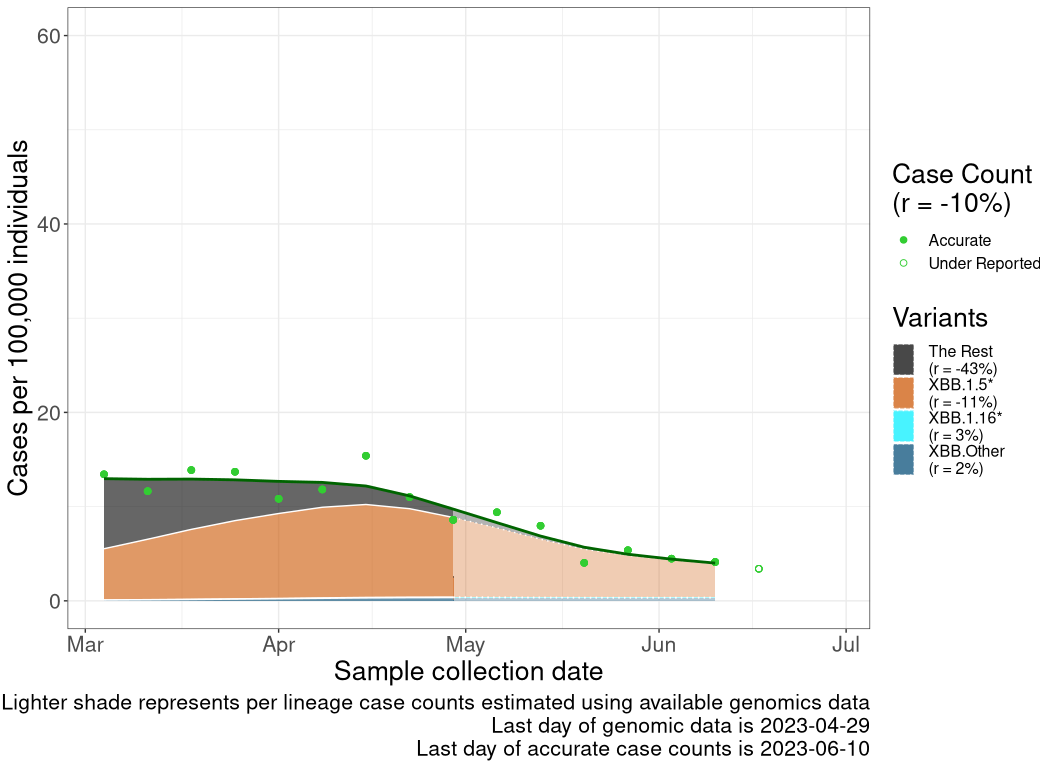 60
40
20
0
Cases per 100,000 individuals
Mar
Apr
May
Jun
Jul
Sample collection date
Case Count
(r = -10%)
Accurate
Under Reported
Variants
The Rest
(r = -43%)
XBB.1.5*
(r = -11%)
XBB.1.16*
(r = 3%)
XBB.Other
(r = 2%)
Lighter shade represents per lineage case counts estimated using available genomics data
Last day of genomic data is 2023-04-29
Last day of accurate case counts is 2023-06-10